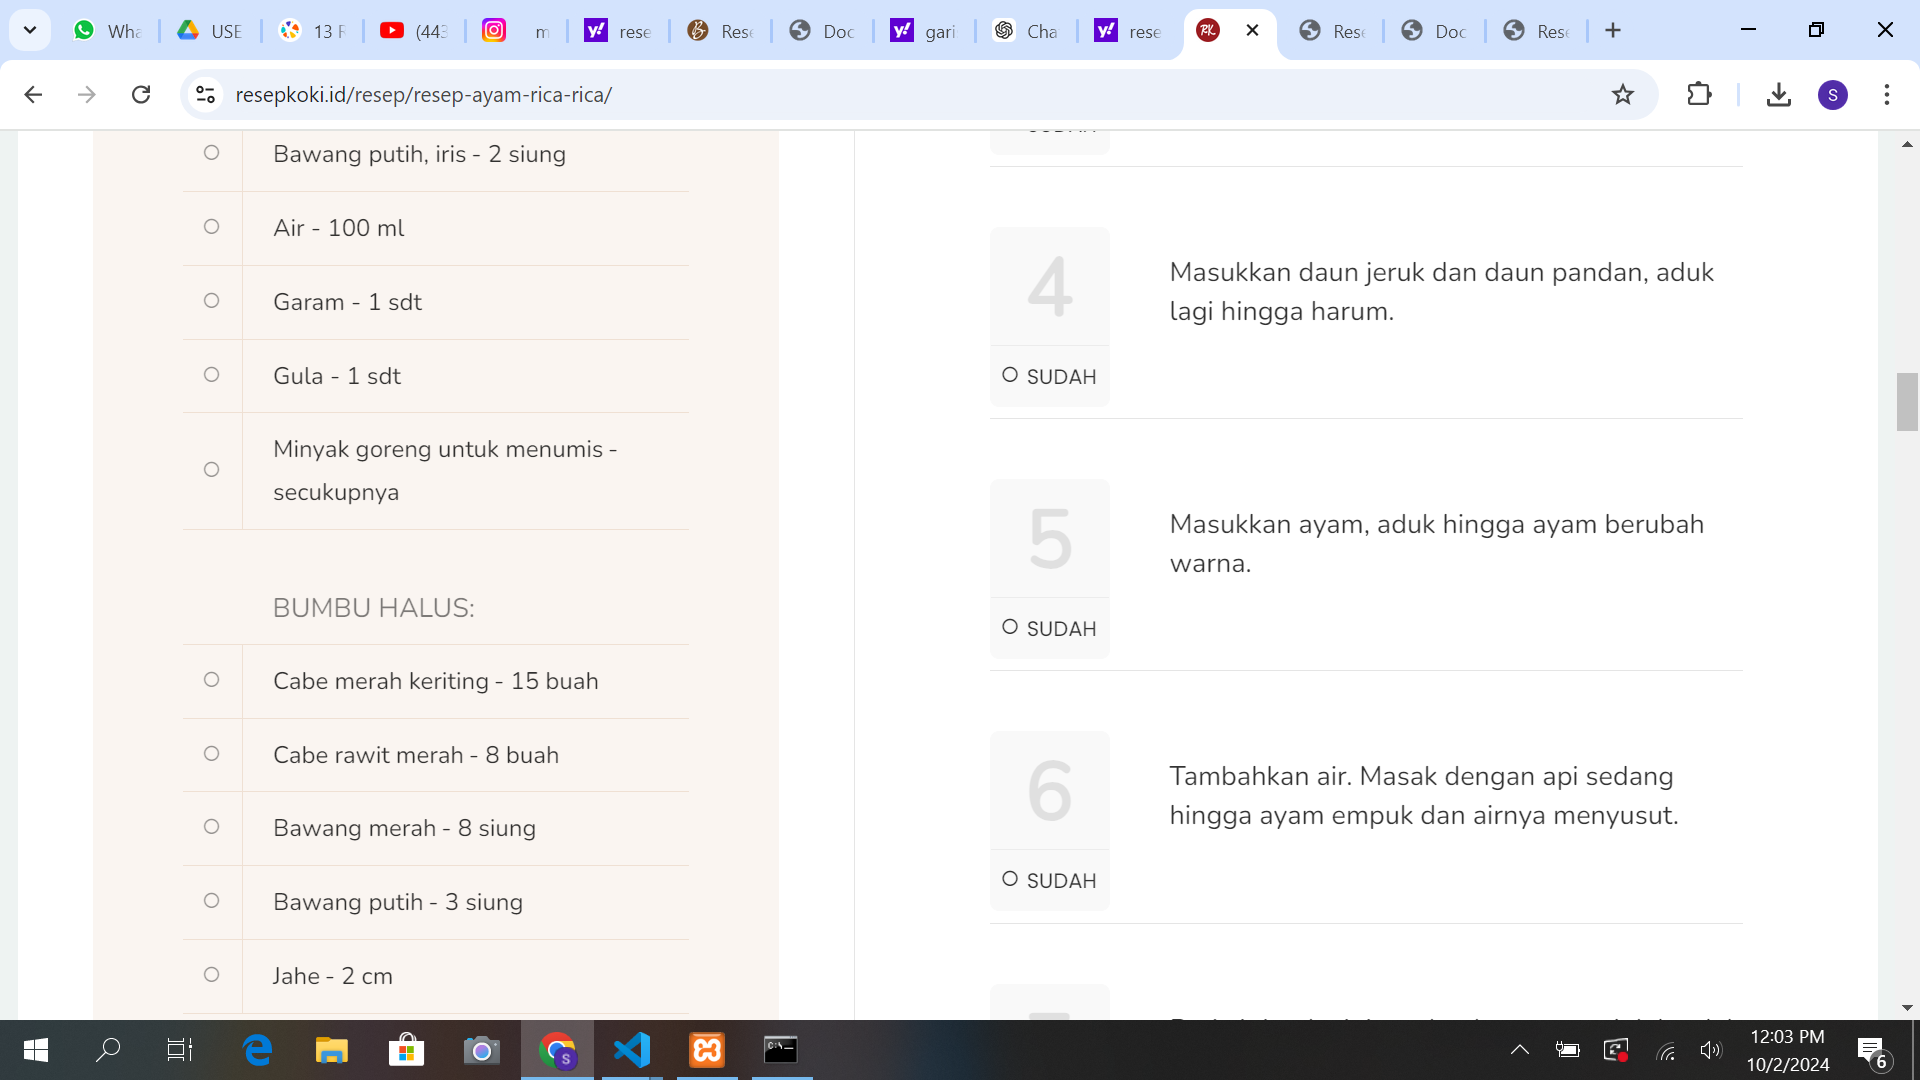 Wha
USE
13 R
(443
m
rese
Rese
Doc
gari
Cha
rese
RK
Rese
Doc
Rese
resepkoki.id/resep/resep-ayam-rica-rica/
S
Bawang putih, iris - 2 siung
Air - 100 ml
Garam - 1 sdt
Gula - 1 sdt
Minyak goreng untuk menumis -
secukupnya
BUMBU HALUS:
Cabe merah keriting - 15 buah
Cabe rawit merah - 8 buah
Bawang merah - 8 siung
Bawang putih - 3 siung
Jahe - 2 cm
SUDAH
4
Masukkan daun jeruk dan daun pandan, aduk
lagi hingga harum.
SUDAH
5
Masukkan ayam, aduk hingga ayam berubah
warna.
SUDAH
6
Tambahkan air. Masak dengan api sedang
hingga ayam empuk dan airnya menyusut.
SUDAH
12:03 PM
10/2/2024
6